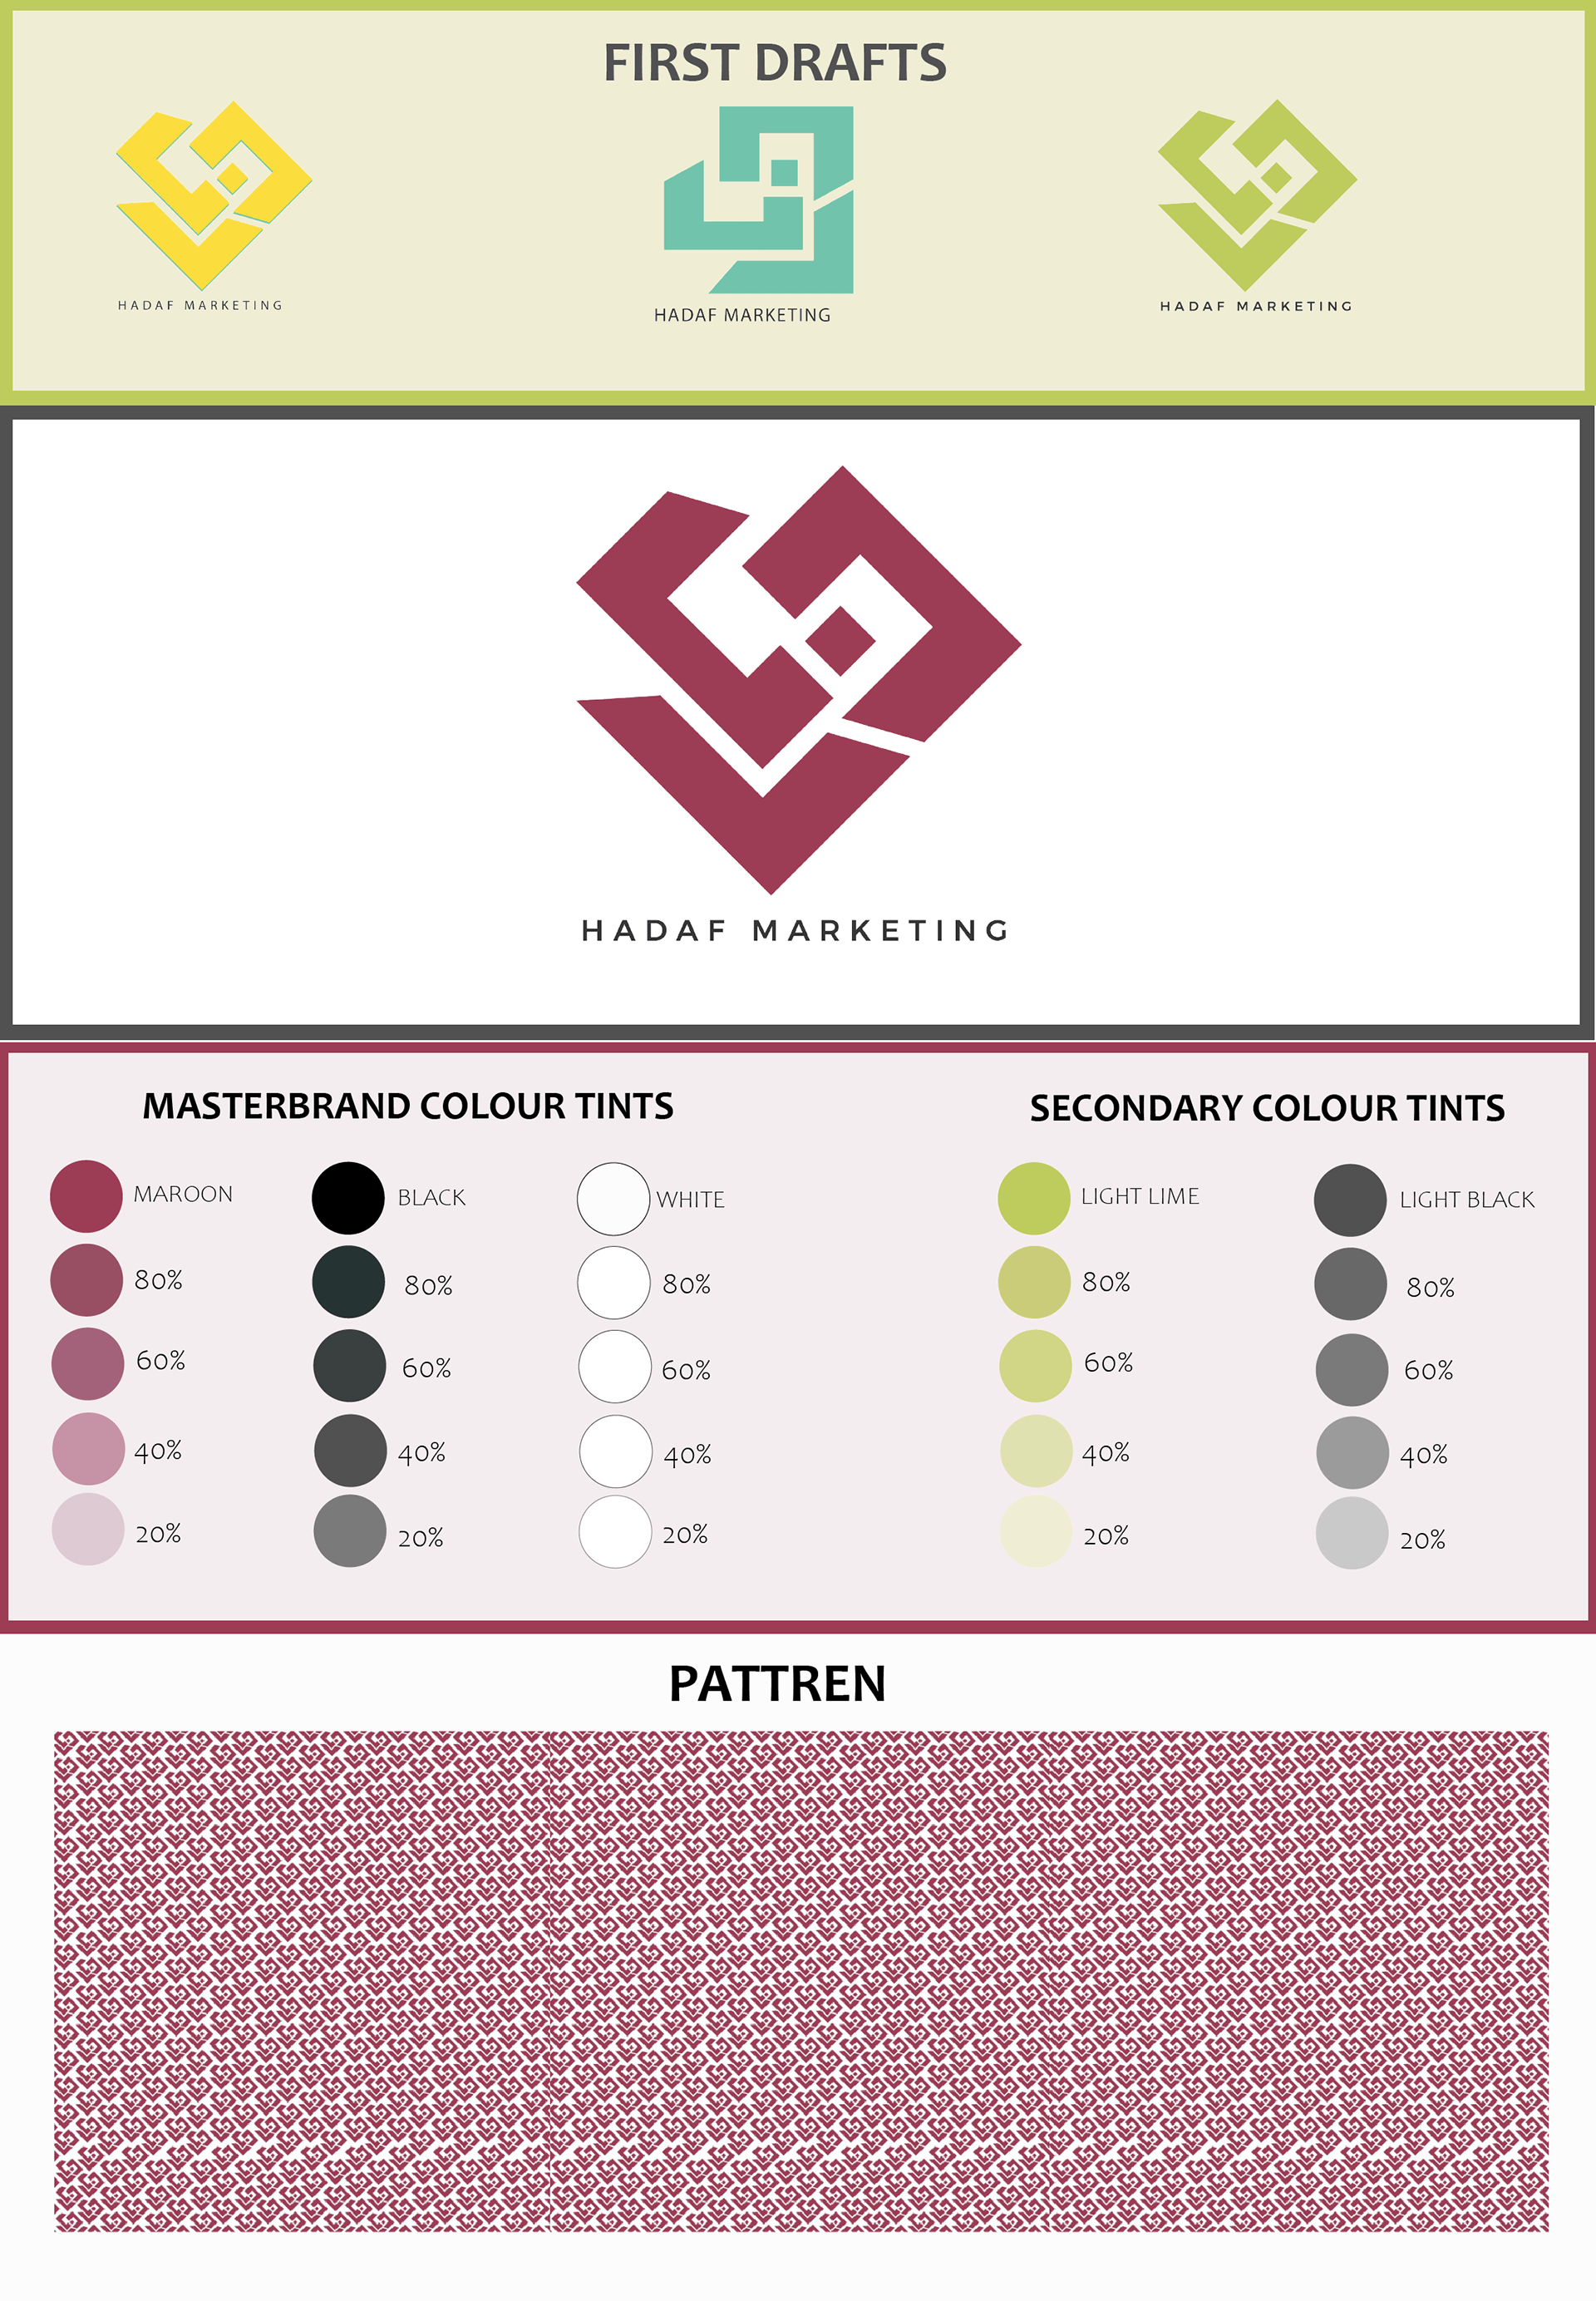 FIRST DRAFTS
HADAF MARKETING
HADAF MARKETING
HADAF MARKETING
HADAF MARKETING
MASTERBRAND COLOUR TINTS
MAROON
80%
60%
40%
20%
BLACK
80%
60%
40%
20%
WHITE
80%
60%
40%
20%
SECONDARY COLOUR TINTS
LIGHT LIME
80%
60%
40%
20%
LIGHT BLACK
80%
60%
40%
20%
PATTREN